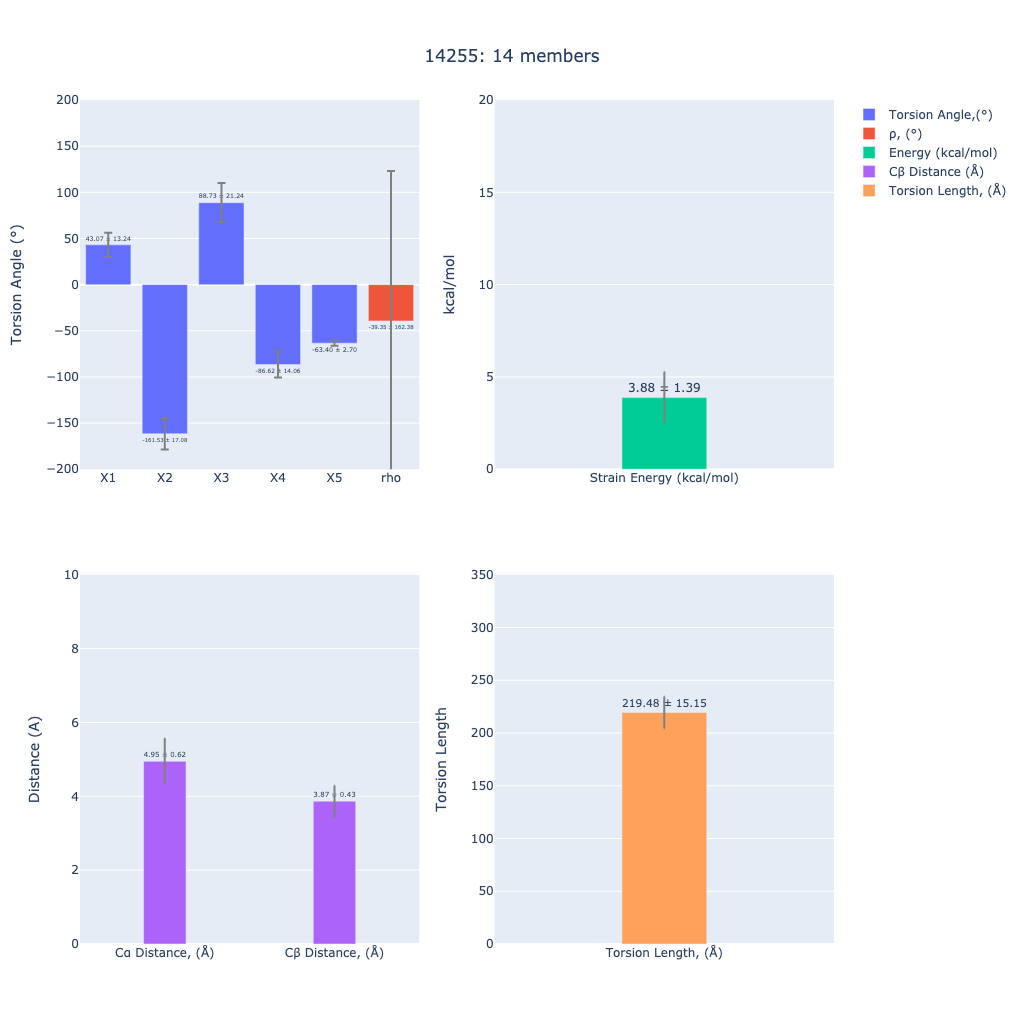 14255: 14 members
Torsion Angle (°)
200
150
100
50
0
−50
−100
−150
−200
43.07 ± 13.24
-161.53 ± 17.08
88.73 ± 21.24
-86.62 ± 14.06
-63.40 ± 2.70
-39.35 ± 162.38
X1 X2 X3 X4 X5 rho
kcal/mol
20
15
10
5
0
3.88 ± 1.39
Strain Energy (kcal/mol)
Torsion Angle,(°)
ρ, (°)
Energy (kcal/mol)
Cβ Distance (Å)
Torsion Length, (Å)
Distance (A)
10
8
6
4
2
0
4.95 ± 0.62
3.87 ± 0.43
Cα Distance, (Å) Cβ Distance, (Å)
Torsion Length
350
300
250
200
150
100
50
0
219.48 ± 15.15
Torsion Length, (Å)